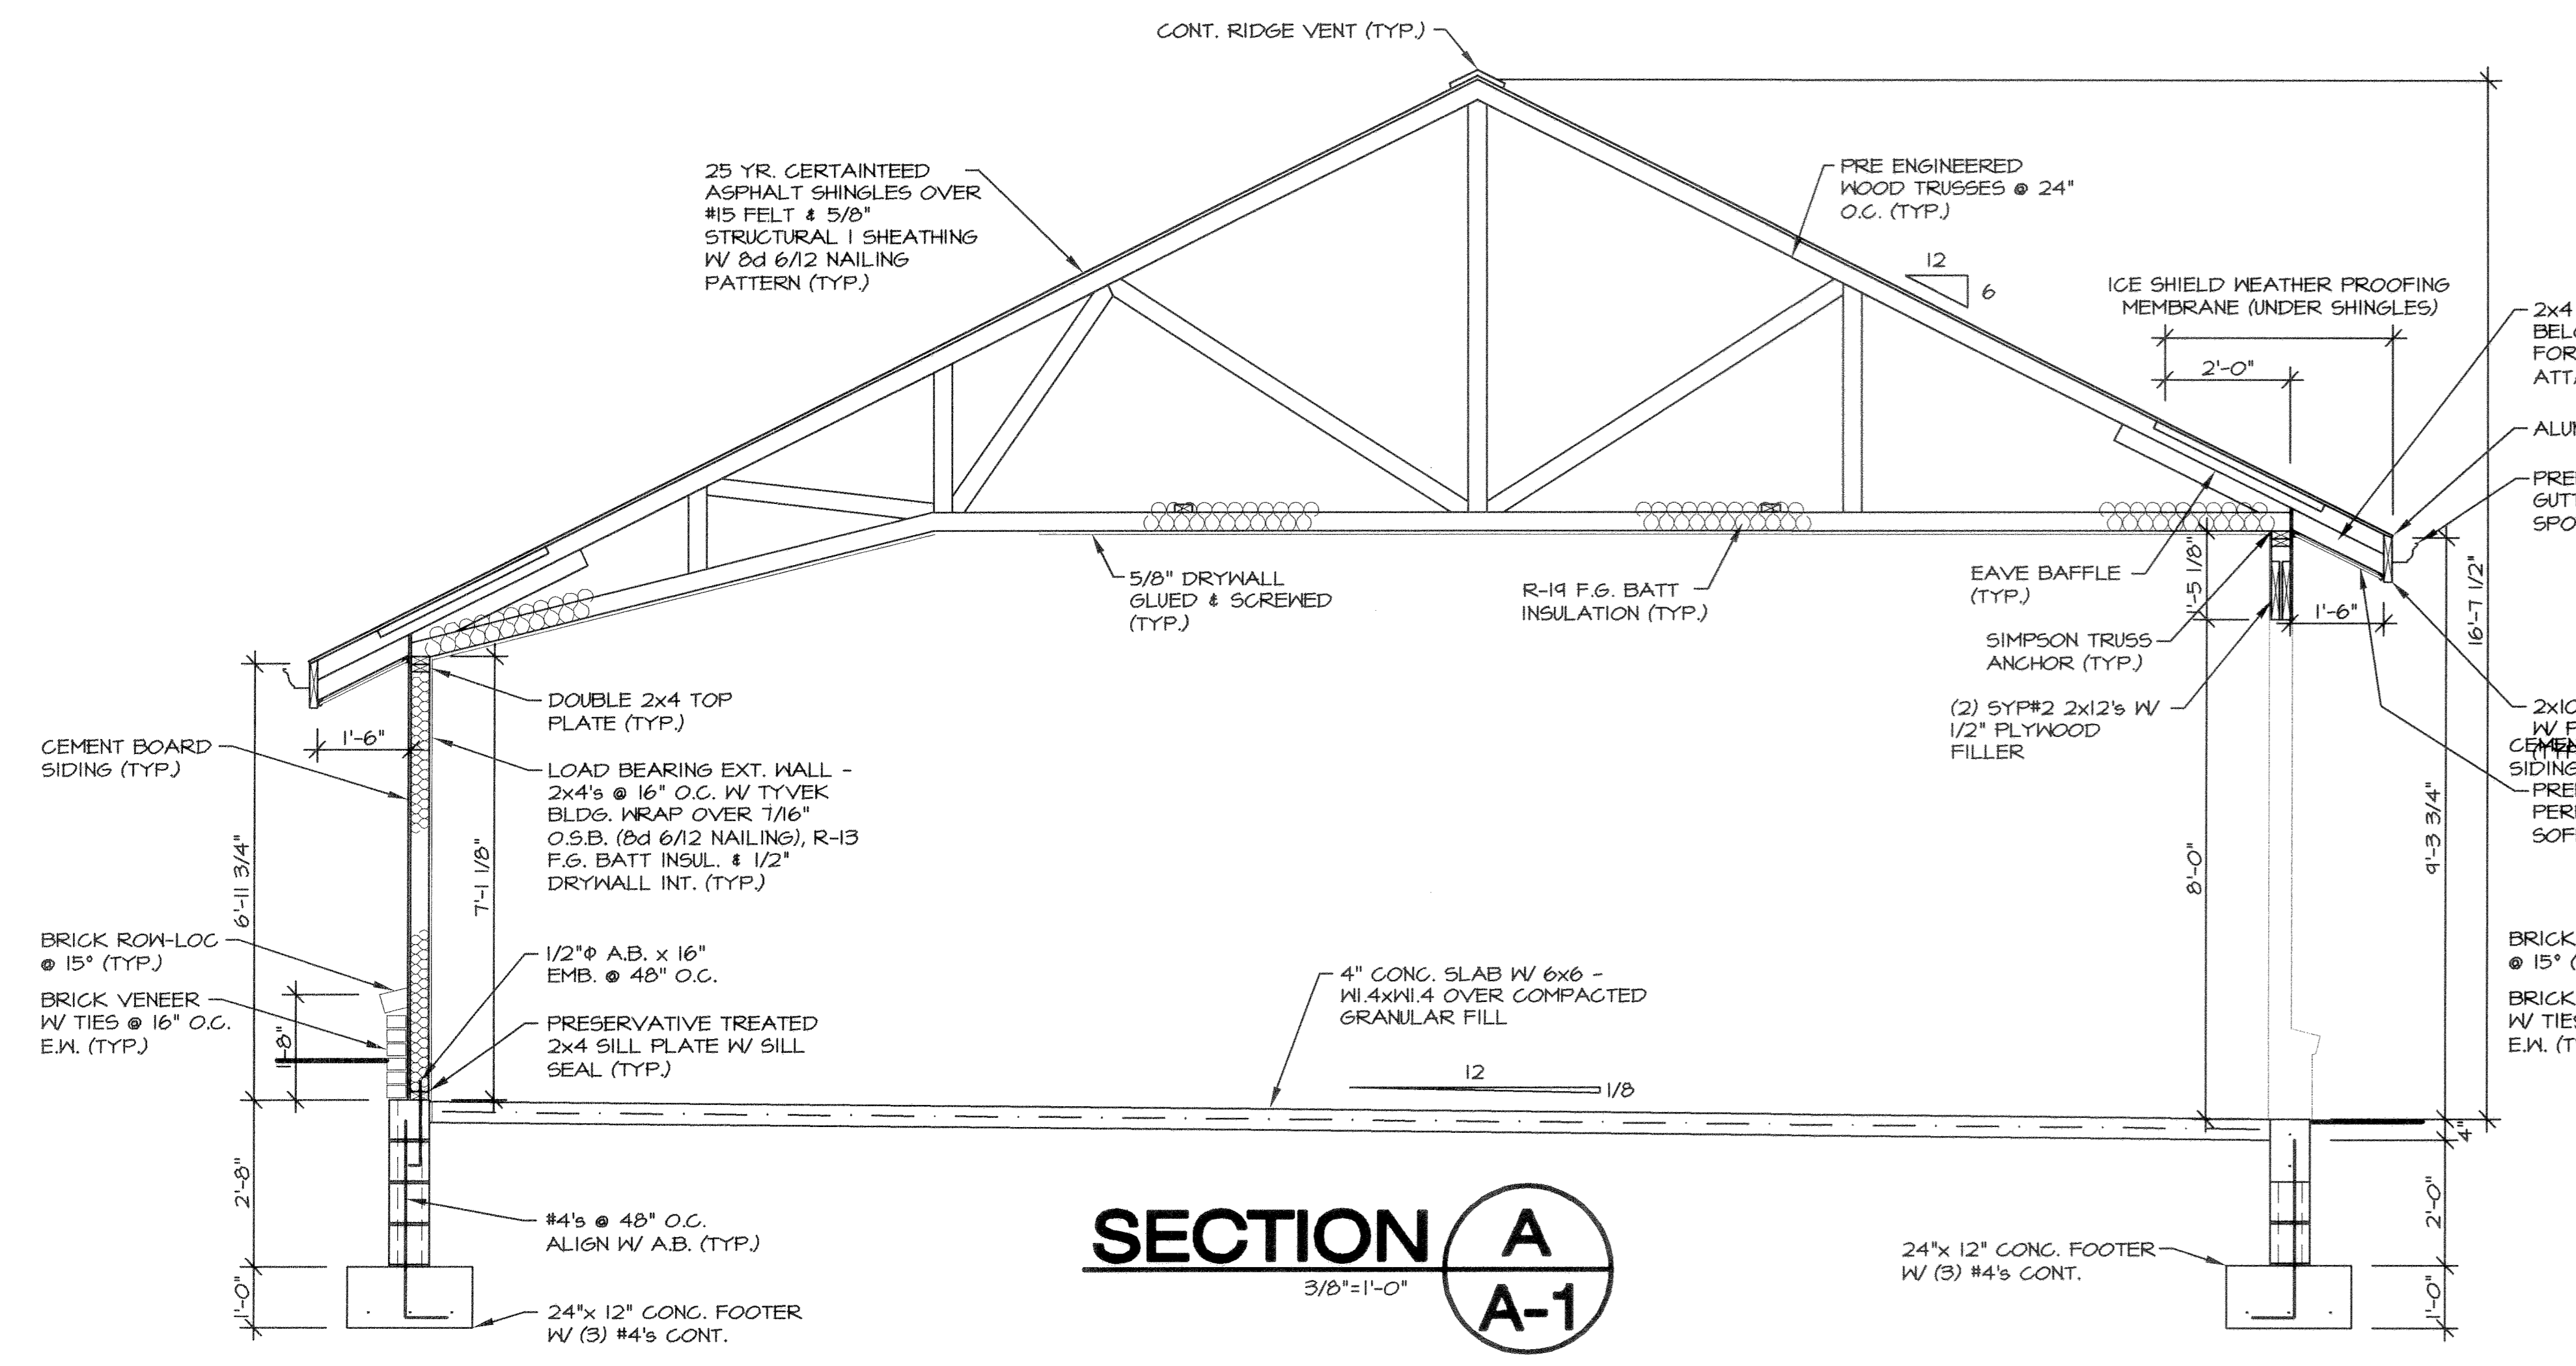 CONT. RIDGE VENT (TYP.)
25 YR. CERTAINTEED
ASPHALT SHINGLES OVER
#15 FELT & 5/8"
STRUCTURAL I SHEATHING
W/ 8d 6/12 NAILING
PATTERN (TYP.)
PRE ENGINEERED
WOOD TRUSSES @ 24"
O.C. (TYP.)
12
6
ICE SHIELD WEATHER PROOFING
MEMBRANE (UNDER SHINGLES)
2'-0"
2x4
FOR
5/8" DRYWALL
GLUED & SCREWED
(TYP.)
R-19 F.G. BATT
INSULATION (TYP.)
EAVE BAFFLE
(TYP.)
1'-5 1/8"
1'-6"
16'-7 1/2"
SIMPSON TRUSS
ANCHOR (TYP.)
(2) SYP#2 2x12's W/
1/2" PLYWOOD
FILLER
W/
SIDING
DOUBLE 2x4 TOP
PLATE (TYP.)
1'-6"
CEMENT BOARD
SIDING (TYP.)
LOAD BEARING EXT. WALL -
2x4's @ 16" O.C. W/ TYVEK
BLDG. WRAP OVER 7/16"
O.S.B. (8d 6/12 NAILING), R-13
F.G. BATT INSUL. & 1/2"
DRYWALL INT. (TYP.)
6'-11 3/4"
7'-1 1/8"
8'-0"
9'-3 3/4"
BRICK ROW-LOC
@ 15° (TYP.)
BRICK VENEER
W/ TIES @ 16" O.C.
E.W. (TYP.)
1'-8"
1/2"Φ A.B. x 16"
EMB. @ 48" O.C.
PRESERVATIVE TREATED
2x4 SILL PLATE W/ SILL
SEAL (TYP.)
4" CONC. SLAB W/ 6x6 -
W1.4xW1.4 OVER COMPACTED
GRANULAR FILL
12
1/8
BRICK
@ 15°
BRICK
W/ TIES
E.W.
4"
2'-8"
2'-0"
1'-0"
1'-0"
#4's @ 48" O.C.
ALIGN W/ A.B. (TYP.)
24"x 12" CONC. FOOTER
W/ (3) #4's CONT.
24"x 12" CONC. FOOTER
W/ (3) #4's CONT.
SECTION
3/8"=1'-0"
A
A-1